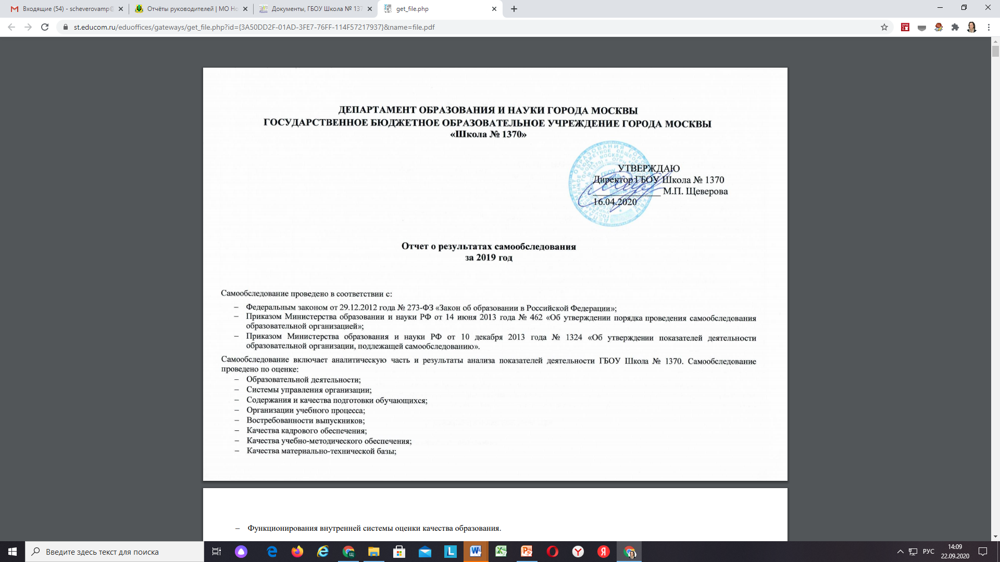 Входящие (54) - scheverovamp@
Отчёты руководителей | МО Но
Документы, ГБОУ Школа № 137
get_file.php
st.educom.ru/eduoffices/gateways/get_file.php?id={3A50DD2F-01AD-3FE7-76FF-114F57217937}&name=file.pdf
ДЕПАРТАМЕНТ ОБРАЗОВАНИЯ И НАУКИ ГОРОДА МОСКВЫ
ГОСУДАРСТВЕННОЕ БЮДЖЕТНОЕ ОБРАЗОВАТЕЛЬНОЕ УЧРЕЖДЕНИЕ ГОРОДА МОСКВЫ
«Школа № 1370»
УТВЕРЖДАЮ
Директор ГБОУ Школа № 1370
______________ М.П. Щеверова
16.04.2020
Отчет о результатах самообследования
за 2019 год
Самообследование проведено в соответствии с:
– Федеральным законом от 29.12.2012 года № 273-ФЗ «Закон об образовании в Российской Федерации»;
– Приказом Министерства образовании и науки РФ от 14 июня 2013 года № 462 «Об утверждении порядка проведения самообследования
образовательной организацией»;
– Приказом Министерства образования и науки РФ от 10 декабря 2013 года № 1324 «Об утверждении показателей деятельности
образовательной организации, подлежащей самообследованию».
Самообследование включает аналитическую часть и результаты анализа показателей деятельности ГБОУ Школа № 1370. Самообследование
проведено по оценке:
– Образовательной деятельности;
– Системы управления организации;
– Содержания и качества подготовки обучающихся;
– Организации учебного процесса;
– Востребованности выпускников;
– Качества кадрового обеспечения;
– Качества учебно-методического обеспечения;
– Качества материально-технической базы;
– Функционирования внутренней системы оценки качества образования.
Введите здесь текст для поиска
РУС
14:09
22.09.2020